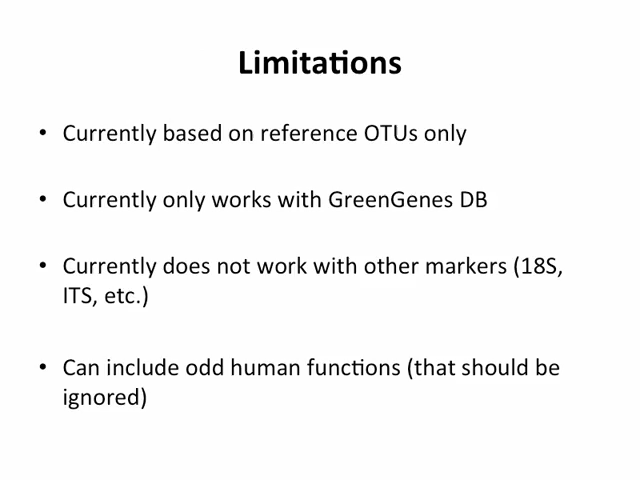 Limitations
• Currently based on reference OTUs only
• Currently only works with GreenGenes DB
• Currently does not work with other markers (18S,
ITS, etc.)
• Can include odd human functions (that should be
ignored)